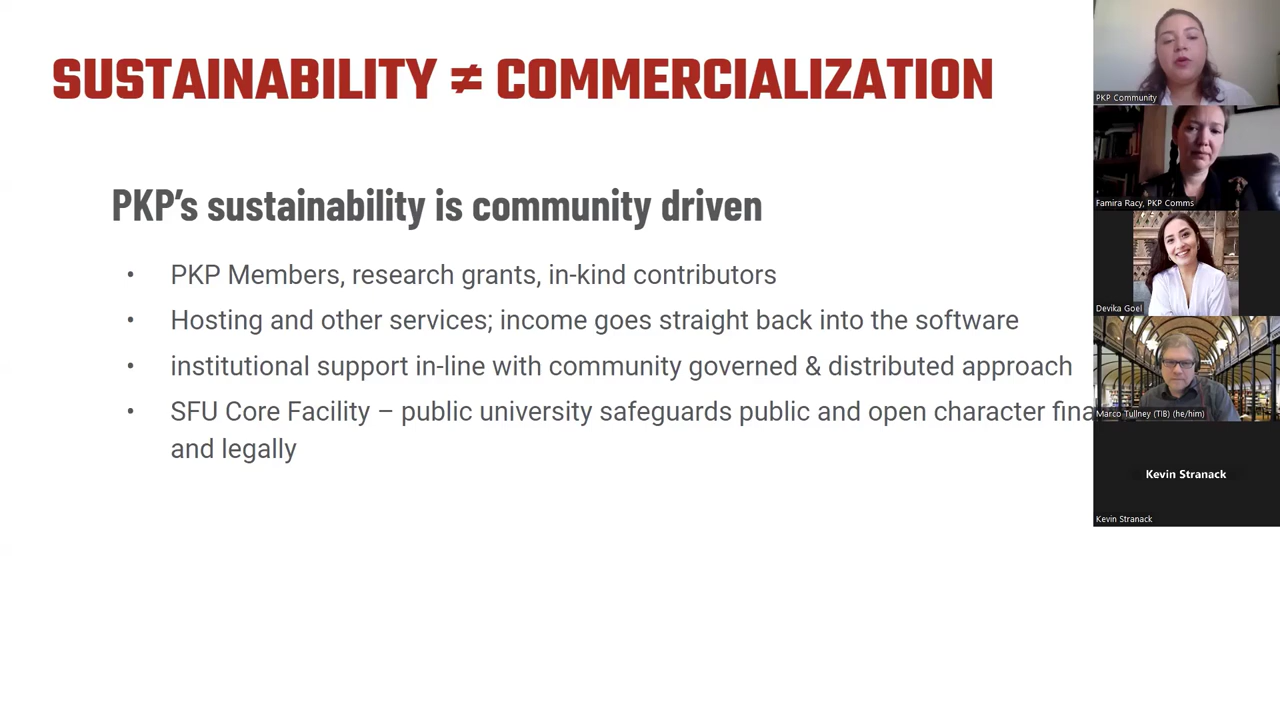 SUSTAINABILITY ≠ COMMERCIALIZATION
PKP's sustainability is community driven
• PKP Members, research grants, in-kind contributors
• Hosting and other services; income goes straight back into the software
• institutional support in-line with community governed & distributed approach
• SFU Core Facility – public university safeguards public and open character
and legally
PKP Community
Famira Racy, PKP Comms
Devika Goel
Marco Tullney (TIB) (he/him)
Kevin Stranack
Kevin Stranack